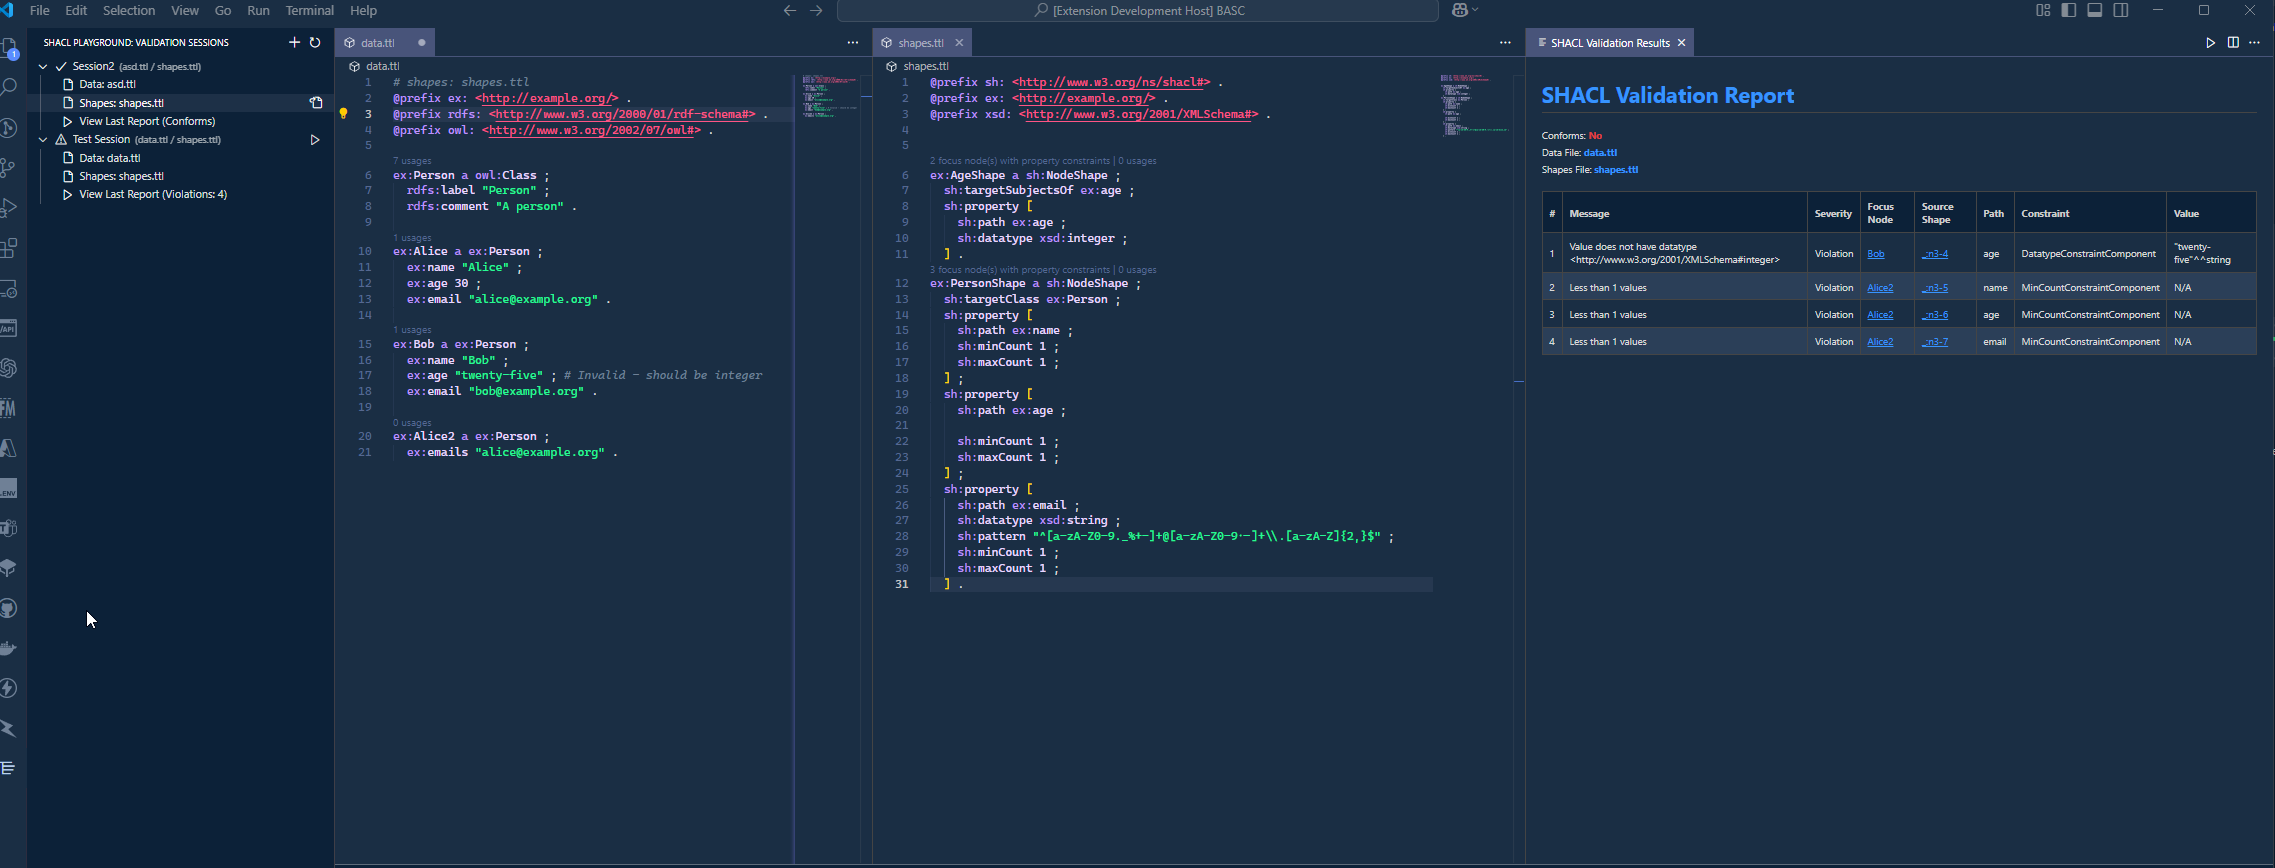 File Edit Selection View Go Run Terminal Help
[Extension Development Host] BASC
SHACL PLAYGROUND: VALIDATION SESSIONS
Session2 (asd.ttl / shapes.ttl)
Data: asd.ttl
Shapes: shapes.ttl
View Last Report (Conforms)
Test Session (data.ttl / shapes.ttl)
Data: data.ttl
Shapes: shapes.ttl
View Last Report (Violations: 4)
1
/API
FM
.ENV
data.ttl
data.ttl
1 # shapes: shapes.ttl
2 @prefix ex: <http://example.org/> .
3 @prefix rdfs: <http://www.w3.org/2000/01/rdf-schema#> .
4 @prefix owl: <http://www.w3.org/2002/07/owl#> .
5
7 usages
6 ex:Person a owl:Class ;
7 rdfs:label "Person" ;
8 rdfs:comment "A person" .
9
1 usages
10 ex:Alice a ex:Person ;
11 ex:name "Alice" ;
12 ex:age 30 ;
13 ex:email "alice@example.org" .
14
1 usages
15 ex:Bob a ex:Person ;
16 ex:name "Bob" ;
17 ex:age "twenty-five" ; # Invalid - should be integer
18 ex:email "bob@example.org" .
19
0 usages
20 ex:Alice2 a ex:Person ;
21 ex:emails "alice@example.org" .
shapes.ttl
shapes.ttl
1 @prefix sh: <http://www.w3.org/ns/shacl#> .
2 @prefix ex: <http://example.org/> .
3 @prefix xsd: <http://www.w3.org/2001/XMLSchema#> .
4
5
2 focus node(s) with property constraints | 0 usages
6 ex:AgeShape a sh:NodeShape ;
7 sh:targetSubjectsOf ex:age ;
8 sh:property [
9 sh:path ex:age ;
10 sh:datatype xsd:integer ;
11 ] .
3 focus node(s) with property constraints | 0 usages
12 ex:PersonShape a sh:NodeShape ;
13 sh:targetClass ex:Person ;
14 sh:property [
15 sh:path ex:name ;
16 sh:minCount 1 ;
17 sh:maxCount 1 ;
18 ] ;
19 sh:property [
20 sh:path ex:age ;
21
22 sh:minCount 1 ;
23 sh:maxCount 1 ;
24 ] ;
25 sh:property [
26 sh:path ex:email ;
27 sh:datatype xsd:string ;
28 sh:pattern "^[a-zA-Z0-9._%+-]+@[a-zA-Z0-9.-]+\\.[a-zA-Z]{2,}$" ;
29 sh:minCount 1 ;
30 sh:maxCount 1 ;
31 ] .
SHACL Validation Results
SHACL Validation Report
Conforms: No
Data File: data.ttl
Shapes File: shapes.ttl
# Message Severity Focus Node Source Shape Path Constraint Value
1 Value does not have datatype <http://www.w3.org/2001/XMLSchema#integer> Violation Bob _:n3-4 age DatatypeConstraintComponent "twenty-five"^^string
2 Less than 1 values Violation Alice2 _:n3-5 name MinCountConstraintComponent N/A
3 Less than 1 values Violation Alice2 _:n3-6 age MinCountConstraintComponent N/A
4 Less than 1 values Violation Alice2 _:n3-7 email MinCountConstraintComponent N/A